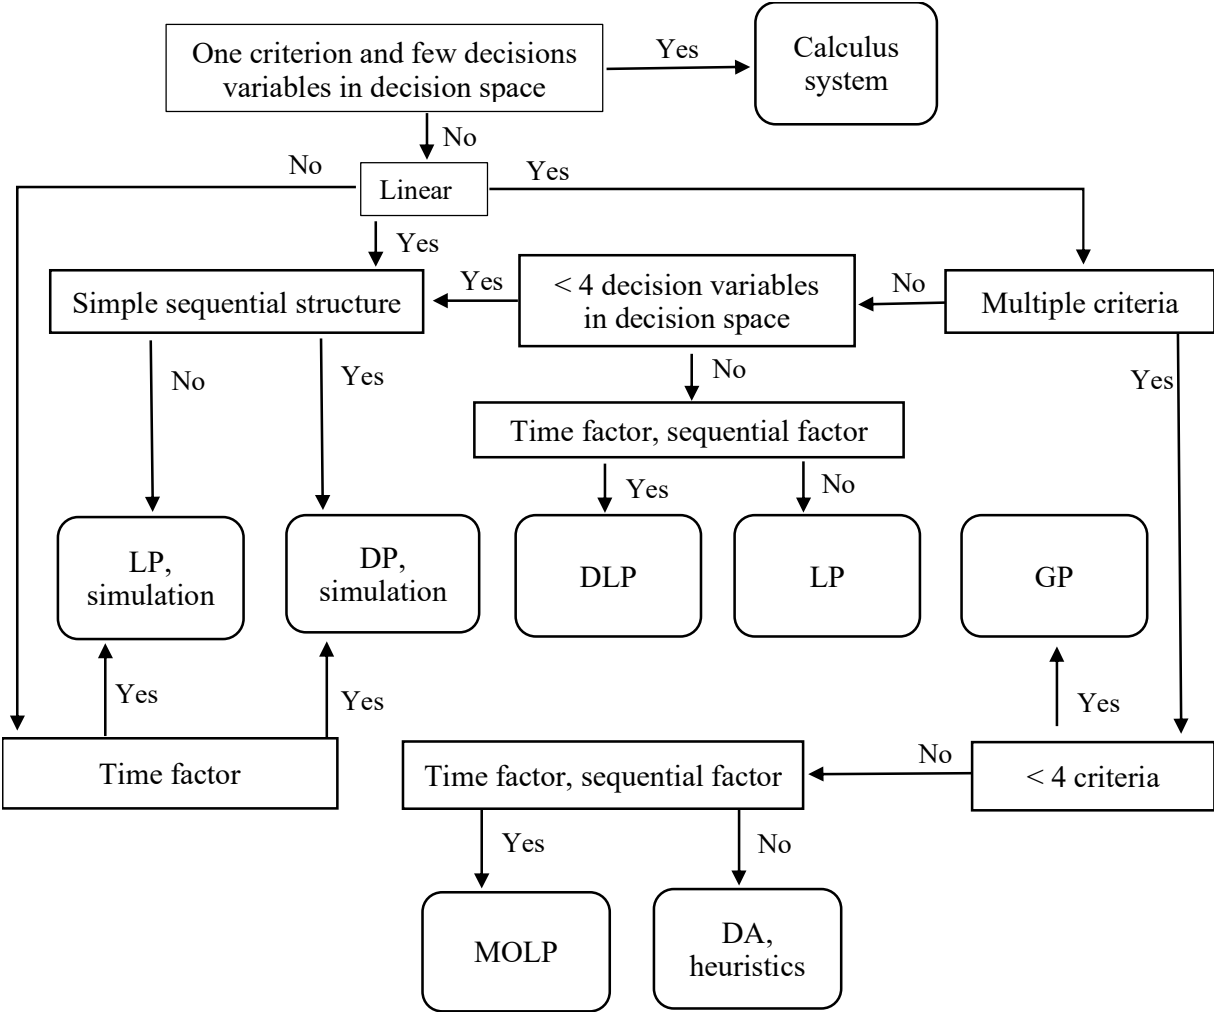 One criterion and few decisions
variables in decision space
Yes
Calculus
system
No
No
Linear
Yes
Yes
Simple sequential structure
Yes
< 4 decision variables
in decision space
No
Multiple criteria
No
Yes
No
Yes
Time factor, sequential factor
Yes
No
LP,
simulation
DP,
simulation
DLP
LP
GP
Yes
Yes
Yes
Time factor
Time factor, sequential factor
No
< 4 criteria
Yes
No
MOLP
DA,
heuristics